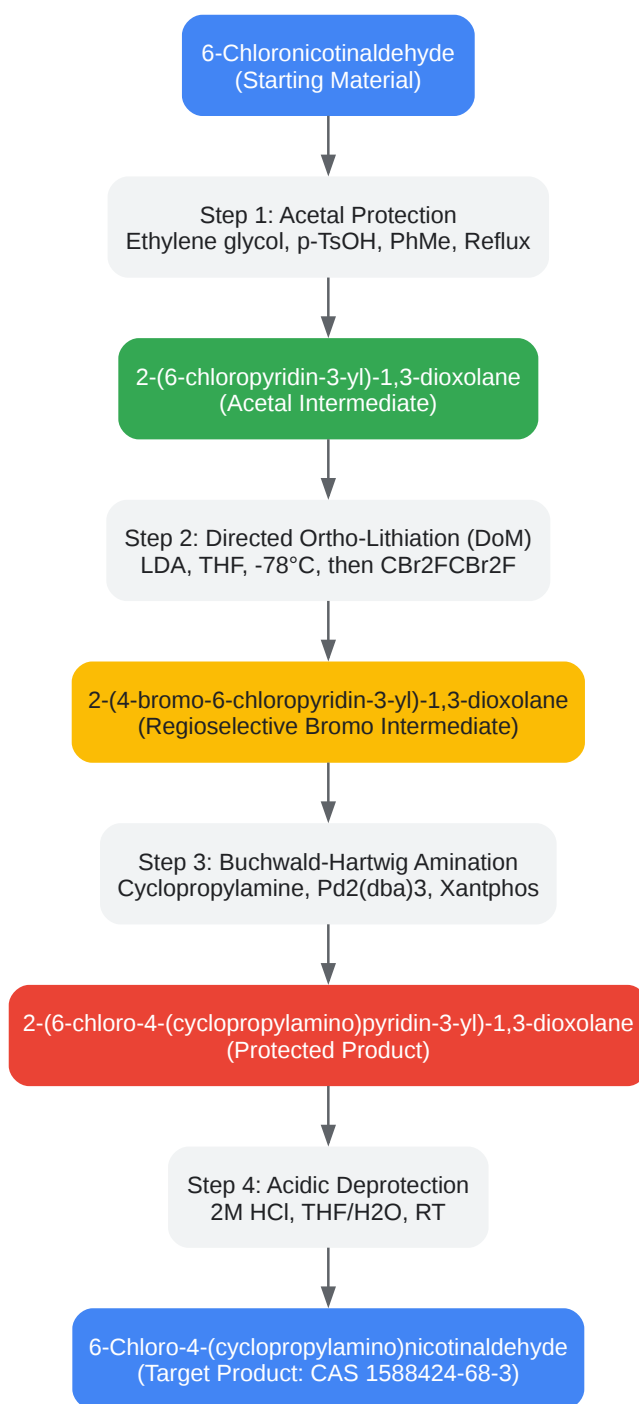 6-Chloronicotinaldehyde
(Starting Material)
Step 1: Acetal Protection
Ethylene glycol, p-TsOH, PhMe, Reflux
2-(6-chloropyridin-3-yl)-1,3-dioxolane
(Acetal Intermediate)
Step 2: Directed Ortho-Lithiation (DoM)
LDA, THF, -78°C, then CBr2FCBr2F
2-(4-bromo-6-chloropyridin-3-yl)-1,3-dioxolane
(Regioselective Bromo Intermediate)
Step 3: Buchwald-Hartwig Amination
Cyclopropylamine, Pd2(dba)3, Xantphos
2-(6-chloro-4-(cyclopropylamino)pyridin-3-yl)-1,3-dioxolane
(Protected Product)
Step 4: Acidic Deprotection
2M HCl, THF/H2O, RT
6-Chloro-4-(cyclopropylamino)nicotinaldehyde
(Target Product: CAS 1588424-68-3)